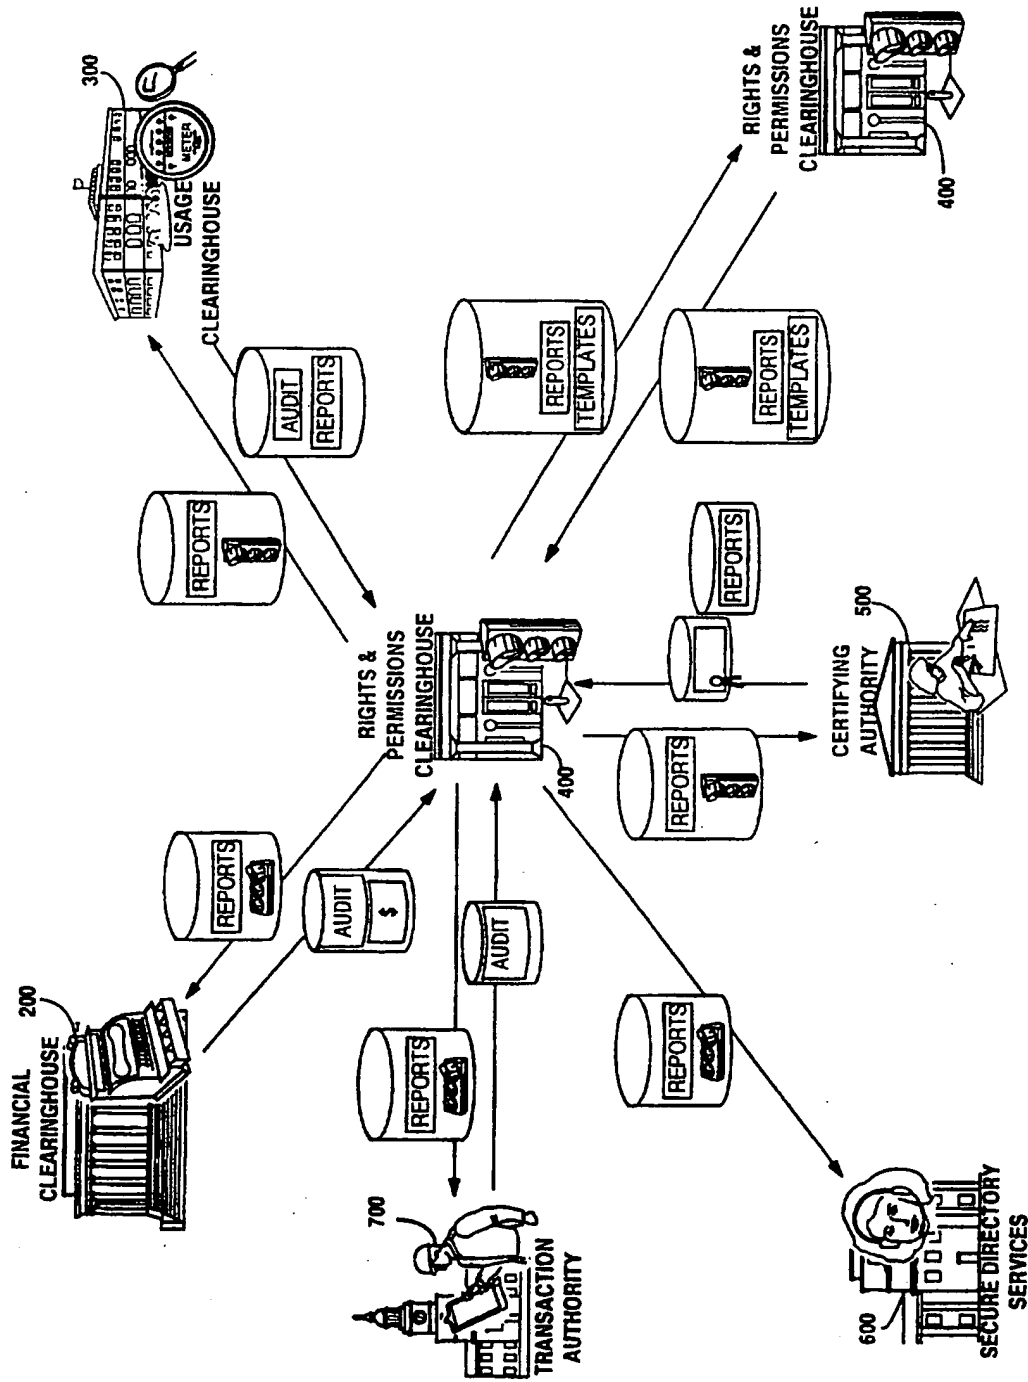 FINANCIAL
CLEARINGHOUSE
200
300
METER
USAGE
CLEARINGHOUSE
REPORTS
REPORTS
AUDIT
REPORTS
AUDIT
$
RIGHTS &
PERMISSIONS
CLEARINGHOUSE
400
700
REPORTS
AUDIT
TRANSACTION
AUTHORITY
REPORTS
TEMPLATES
REPORTS
REPORTS
REPORTS
REPORTS
TEMPLATES
RIGHTS &
PERMISSIONS
CLEARINGHOUSE
400
CERTIFYING
AUTHORITY
500
600
SECURE DIRECTORY
SERVICES